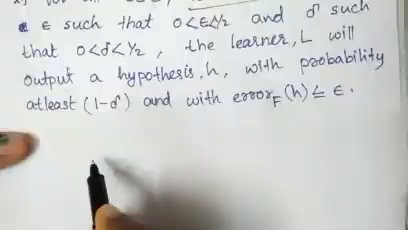 ε such that 0<ε<1/2 and δ such
that 0<δ<1/2, the learner, L will
output a hypothesis, h, with probability
atleast (1-δ) and with error_F(h) ≤ ε.